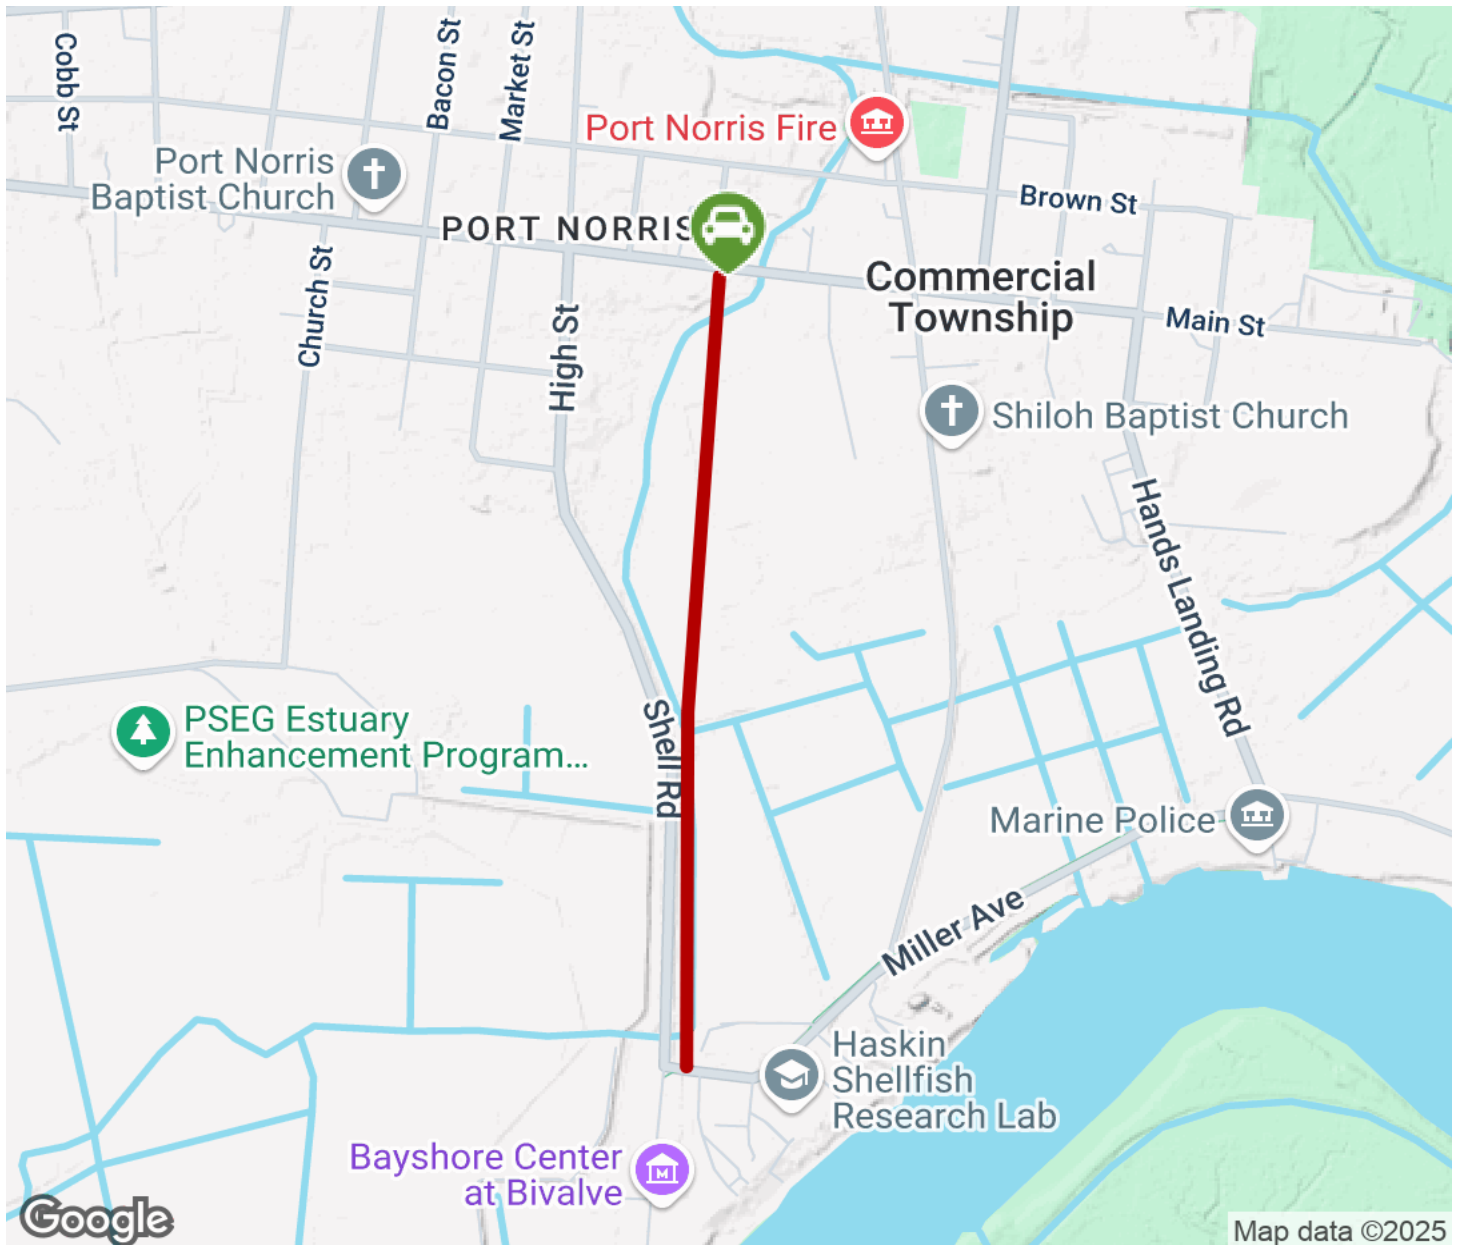 Cobb St
Bacon St
Market St
Port Norris Fire
Port Norris
Baptist Church
Brown St
PORT NORRIS
Church St
High St
Commercial
Township
Main St
Shiloh Baptist Church
Hands Landing Rd
PSEG Estuary
Enhancement Program...
Shell Rd
Marine Police
Miller Ave
Haskin
Shellfish
Research Lab
Bayshore Center
at Bivalve
M
Google
Map data ©2025